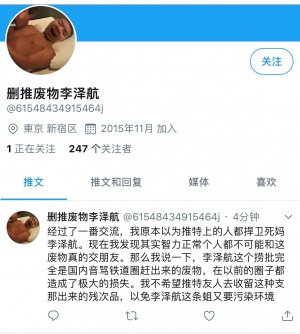 关注
删推废物李泽航
@61548434915464j
東京 新宿区 2015年11月 加入
1 正在关注 247 个关注者
推文 推文和回复 媒体 喜欢
删推废物李泽航 @61548434915464j · 4分钟
经过了一番交流，我原本以为推特上的人都捍卫死妈
李泽航。现在我发现其实智力正常个人都不可能和这
废物真的交朋友。那么我说一下，李泽航这个捞批完
全是国内音骂铁道圈赶出来的废物，在以前的圈子都
造成了极大的损失。我不希望推特友人去收留这种支
那出来的残次品，以免李泽航这条蛆又要污染环境